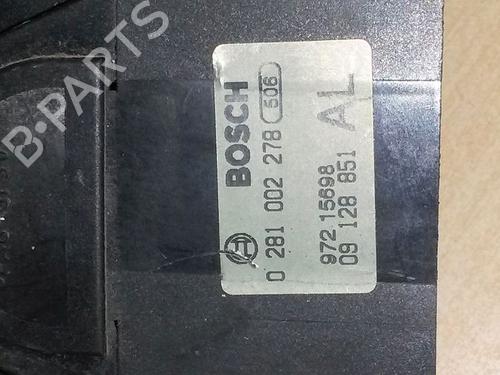 B-PARTS
BOSCH
0 281 002 278 506
972 15698
09 128 851 AL